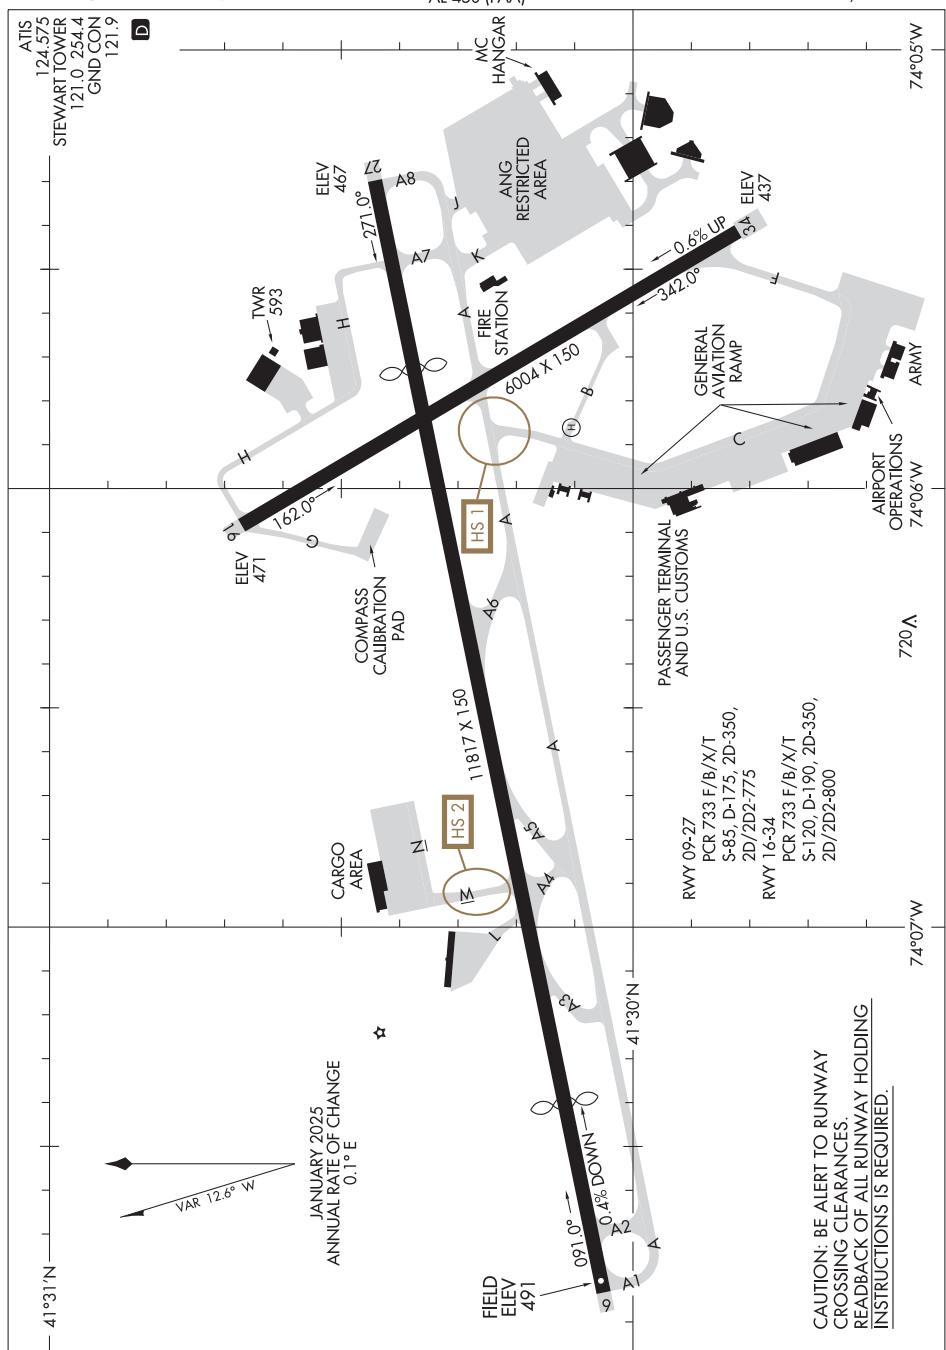 AL-450 (FAA)
ATIS
124.575
STEWART TOWER
121.0 254.4
GND CON
121.9
D
74°05'W
MC
HANGAR
ELEV
467
27
A8
271.0°
J
ANG
RESTRICTED
AREA
ELEV
437
34
0.6% UP
342.0°
A7
K
A
FIRE
STATION
F
TWR
593
H
6004 X 150
B
H
GENERAL
AVIATION
RAMP
ARMY
C
AIRPORT
OPERATIONS
74°06'W
H
16
162.0°
ELEV
471
G
HS 1
A
COMPASS
CALIBRATION
PAD
A6
PASSENGER TERMINAL
AND U.S. CUSTOMS
720
11817 X 150
A
HS 2
N
A5
CARGO
AREA
W
A4
L
A3
RWY 09-27
PCR 733 F/B/X/T
S-85, D-175, 2D-350,
2D/2D2-775
RWY 16-34
PCR 733 F/B/X/T
S-120, D-190, 2D-350,
2D/2D2-800
74°07'W
41°30'N
JANUARY 2025
ANNUAL RATE OF CHANGE
0.1° E
VAR 12.6° W
0.4% DOWN
091.0°
A2
A
A1
9
FIELD
ELEV
491
41°31'N
CAUTION: BE ALERT TO RUNWAY
CROSSING CLEARANCES.
READBACK OF ALL RUNWAY HOLDING
INSTRUCTIONS IS REQUIRED.